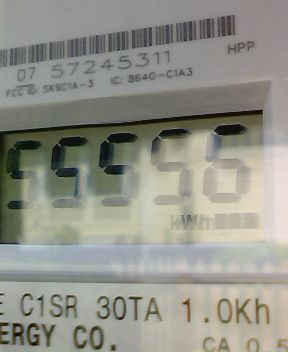 HPP
07 57245311
FCC ID: SK9C1A-3 IC: 864G-C1A3
55556
kWh
E C1SR 30TA 1.0Kh
ERGY CO.
CA 0.5